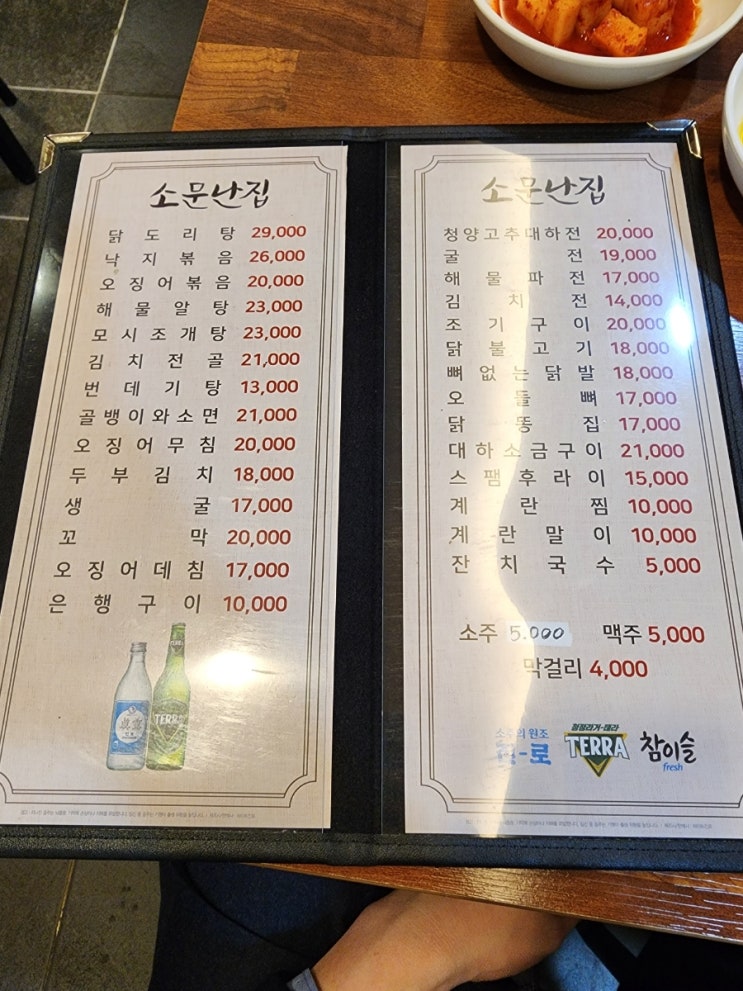 소문난집
닭도리탕 29,000
낙지볶음 26,000
오징어볶음 20,000
해물알탕 23,000
모시조개탕 23,000
김치전골 21,000
번데기탕 13,000
골뱅이와소면 21,000
오징어무침 20,000
두부김치 18,000
생굴 17,000
꼬막 20,000
오징어데침 17,000
은행구이 10,000
TERRA
소문난집
청양고추대하전 20,000
굴전 19,000
해물파전 17,000
김치전 14,000
조기구이 20,000
닭불고기 18,000
뼈없는닭발 18,000
오들뼈 17,000
닭똥집 17,000
대하소금구이 21,000
스팸후라이 15,000
계란찜 10,000
계란말이 10,000
잔치국수 5,000
소주 5.000 맥주 5,000
막걸리 4,000
청정라거-테라
TERRA
참이슬
fresh